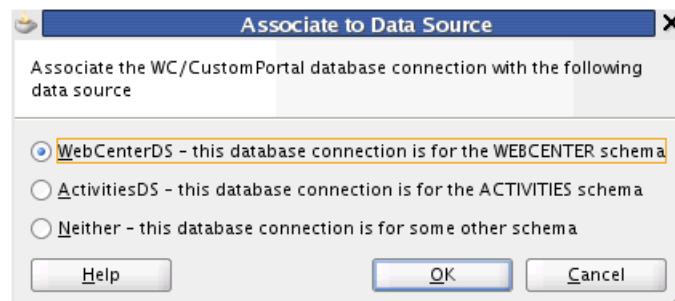 Associate to Data Source
Associate the WC/CustomPortal database connection with the following
data source
WebCenterDS - this database connection is for the WEBCENTER schema
ActivitiesDS - this database connection is for the ACTIVITIES schema
Neither - this database connection is for some other schema
Help OK Cancel